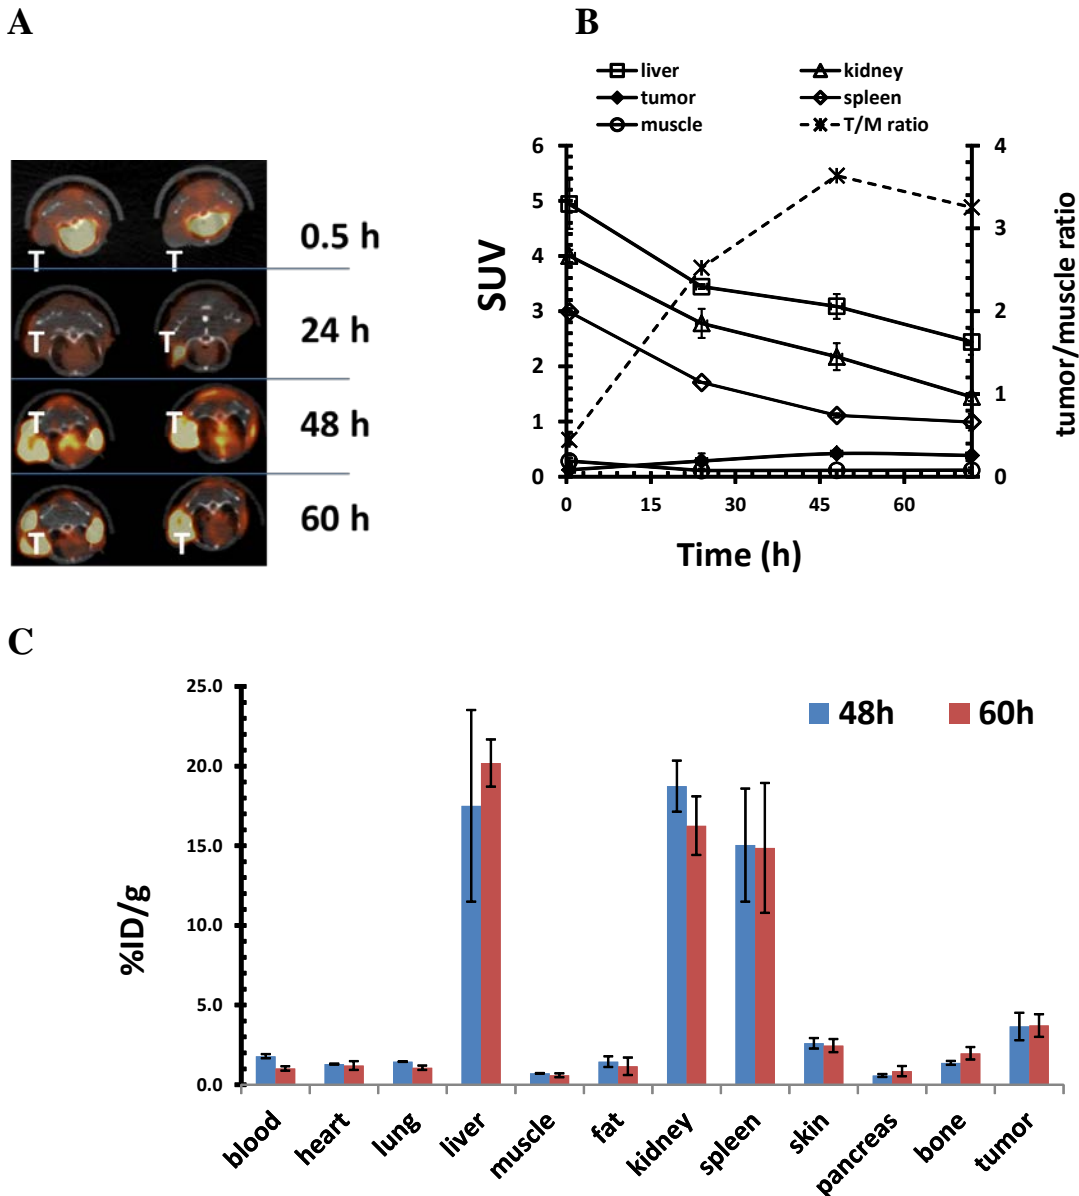 A
B
liver kidney
tumor spleen
muscle T/M ratio
T T 0.5 h
T T 24 h
T T 48 h
T T 60 h
SUV
6
5
4
3
2
1
0
4
3
2
1
0
tumor/muscle ratio
0 15 30 45 60
Time (h)
C
48h 60h
%ID/g
25.0
20.0
15.0
10.0
5.0
0.0
blood heart lung liver muscle fat kidney spleen skin pancreas bone tumor